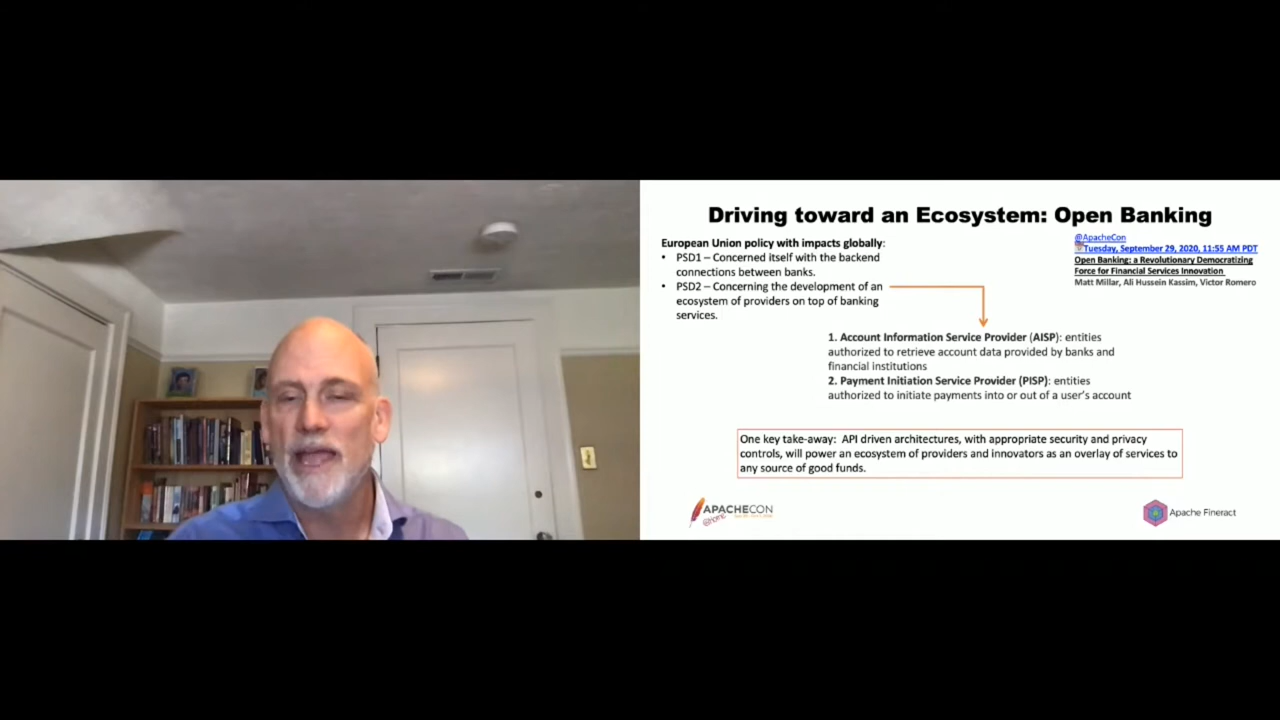 Driving toward an Ecosystem: Open Banking
European Union policy with impacts globally:
• PSD1 – Concerned itself with the backend
connections between banks.
• PSD2 – Concerning the development of an
ecosystem of providers on top of banking
services.
@ApacheCon
Tuesday, September 29, 2020, 11:55 AM PDT
Open Banking: a Revolutionary Democratizing
Force for Financial Services Innovation
Matt Millar, Ali Hussein Kassim, Victor Romero
1. Account Information Service Provider (AISP): entities
authorized to retrieve account data provided by banks and
financial institutions
2. Payment Initiation Service Provider (PISP): entities
authorized to initiate payments into or out of a user's account
One key take-away: API driven architectures, with appropriate security and privacy
controls, will power an ecosystem of providers and innovators as an overlay of services to
any source of good funds.
APACHECON
@home
Apache Fineract